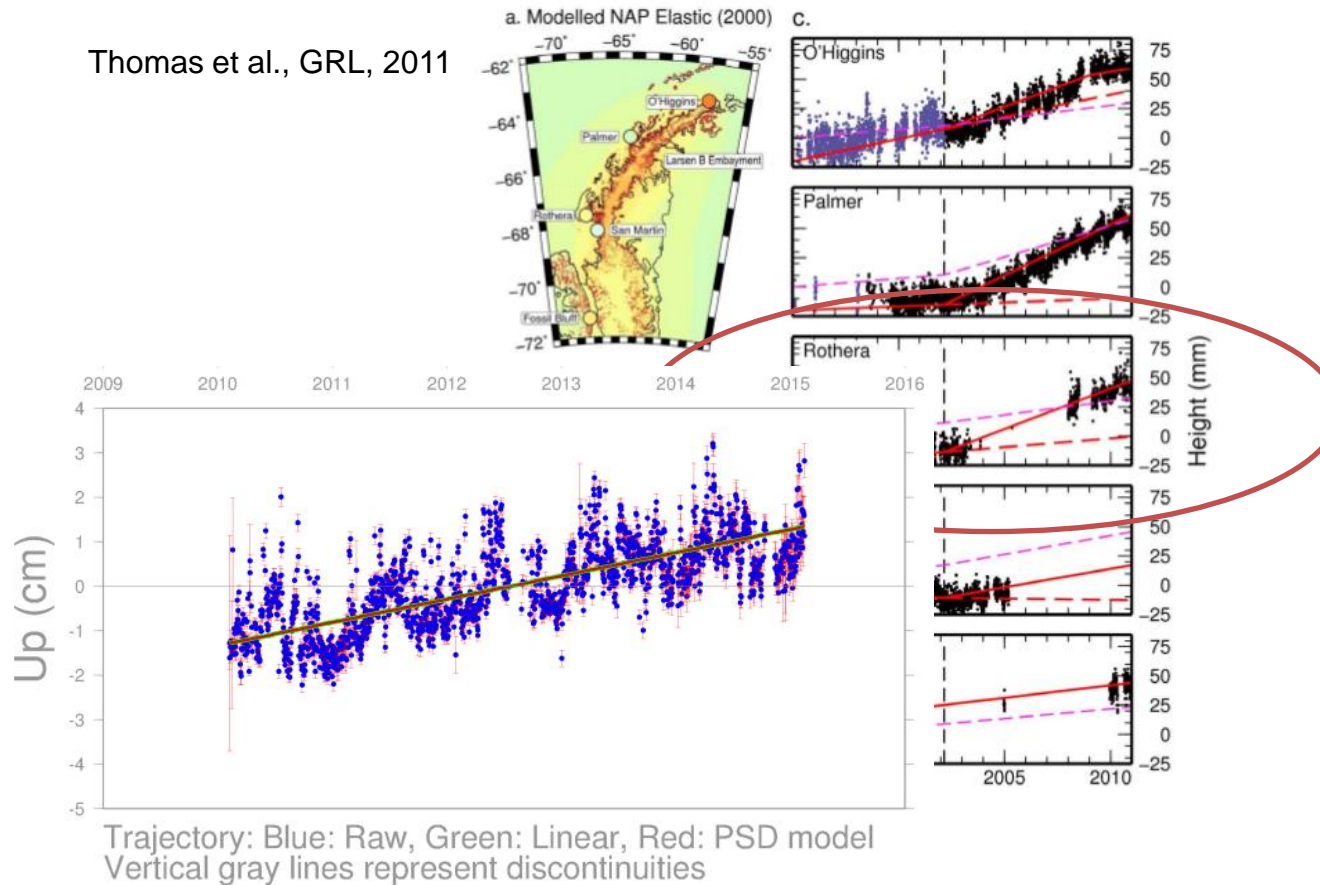 Thomas et al., GRL, 2011
a. Modelled NAP Elastic (2000)
−70˚ −65˚ −60˚ −55˚
−62˚
−64˚
−66˚
−68˚
−70˚
−72˚
O'Higgins
Palmer
Larsen B Embayment
Rothera
San Martin
Fossil Bluff
c.
O'Higgins
75
50
25
0
−25
Palmer
75
50
25
0
−25
Rothera
75
50
25
0
−25
Height (mm)
75
50
25
0
−25
75
50
25
0
−25
2005 2010
2009 2010 2011 2012 2013 2014 2015 2016
4
3
2
1
0
-1
-2
-3
-4
-5
Up (cm)
Trajectory: Blue: Raw, Green: Linear, Red: PSD model
Vertical gray lines represent discontinuities